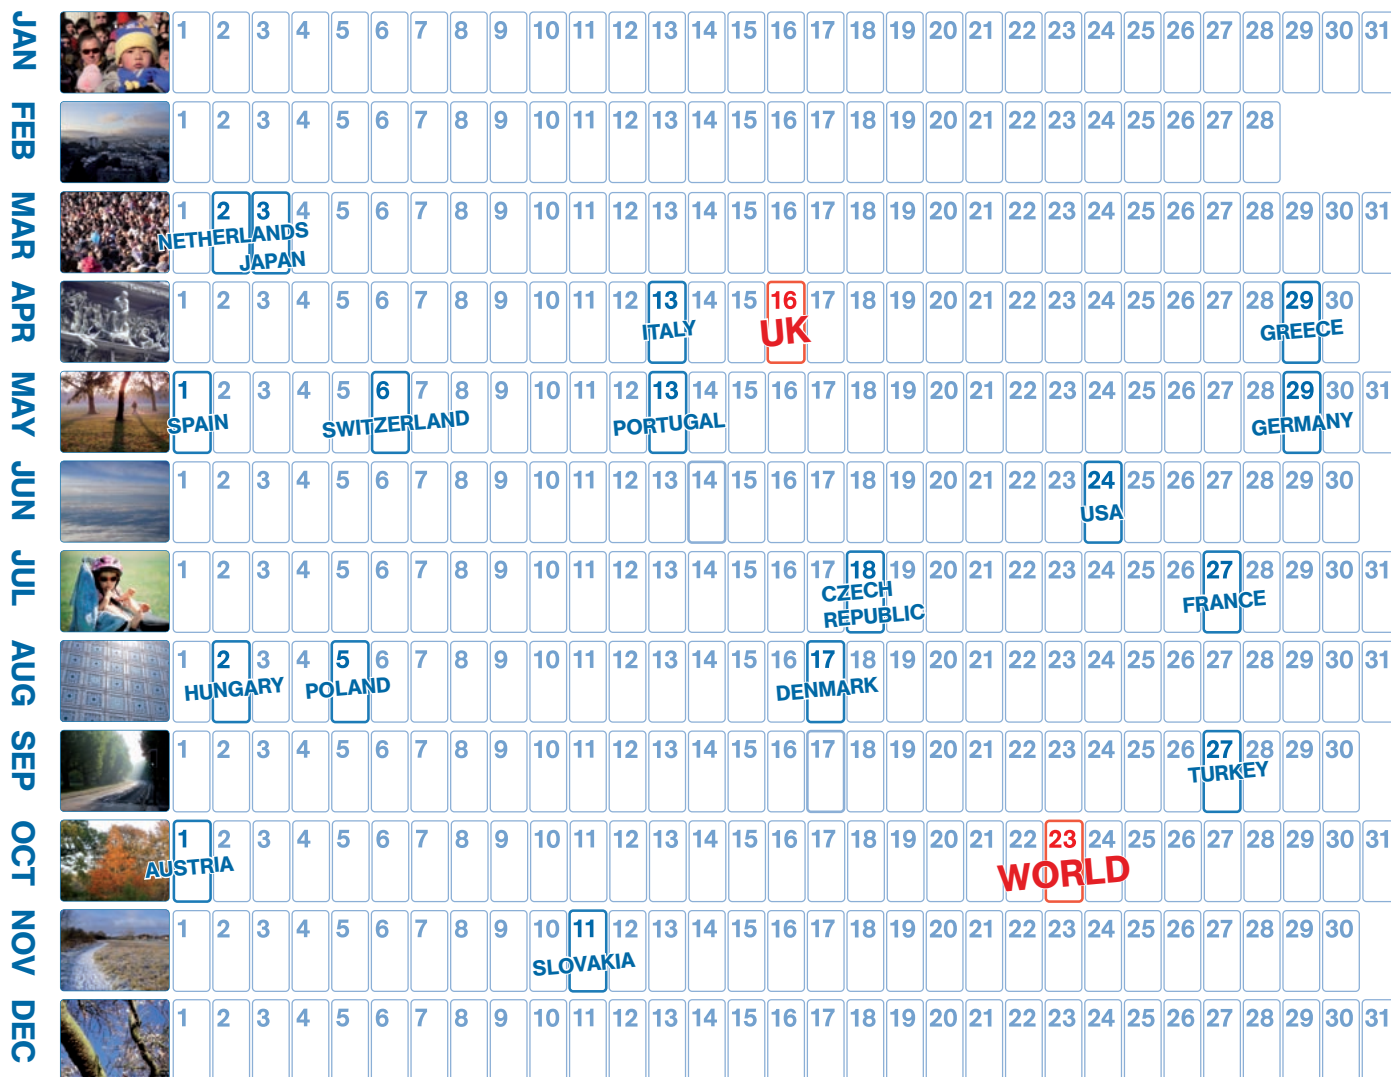 JAN 1 2 3 4 5 6 7 8 9 10 11 12 13 14 15 16 17 18 19 20 21 22 23 24 25 26 27 28 29 30 31
FEB 1 2 3 4 5 6 7 8 9 10 11 12 13 14 15 16 17 18 19 20 21 22 23 24 25 26 27 28
MAR 1 2 3 4 5 6 7 8 9 10 11 12 13 14 15 16 17 18 19 20 21 22 23 24 25 26 27 28 29 30 31
NETHERLANDS
JAPAN
APR 1 2 3 4 5 6 7 8 9 10 11 12 13 14 15 16 17 18 19 20 21 22 23 24 25 26 27 28 29 30
ITALY UK GREECE
MAY 1 2 3 4 5 6 7 8 9 10 11 12 13 14 15 16 17 18 19 20 21 22 23 24 25 26 27 28 29 30 31
SPAIN SWITZERLAND PORTUGAL GERMANY
JUN 1 2 3 4 5 6 7 8 9 10 11 12 13 14 15 16 17 18 19 20 21 22 23 24 25 26 27 28 29 30
USA
JUL 1 2 3 4 5 6 7 8 9 10 11 12 13 14 15 16 17 18 19 20 21 22 23 24 25 26 27 28 29 30 31
CZECH
REPUBLIC FRANCE
AUG 1 2 3 4 5 6 7 8 9 10 11 12 13 14 15 16 17 18 19 20 21 22 23 24 25 26 27 28 29 30 31
HUNGARY POLAND DENMARK
SEP 1 2 3 4 5 6 7 8 9 10 11 12 13 14 15 16 17 18 19 20 21 22 23 24 25 26 27 28 29 30
TURKEY
OCT 1 2 3 4 5 6 7 8 9 10 11 12 13 14 15 16 17 18 19 20 21 22 23 24 25 26 27 28 29 30 31
AUSTRIA WORLD
NOV 1 2 3 4 5 6 7 8 9 10 11 12 13 14 15 16 17 18 19 20 21 22 23 24 25 26 27 28 29 30
SLOVAKIA
DEC 1 2 3 4 5 6 7 8 9 10 11 12 13 14 15 16 17 18 19 20 21 22 23 24 25 26 27 28 29 30 31